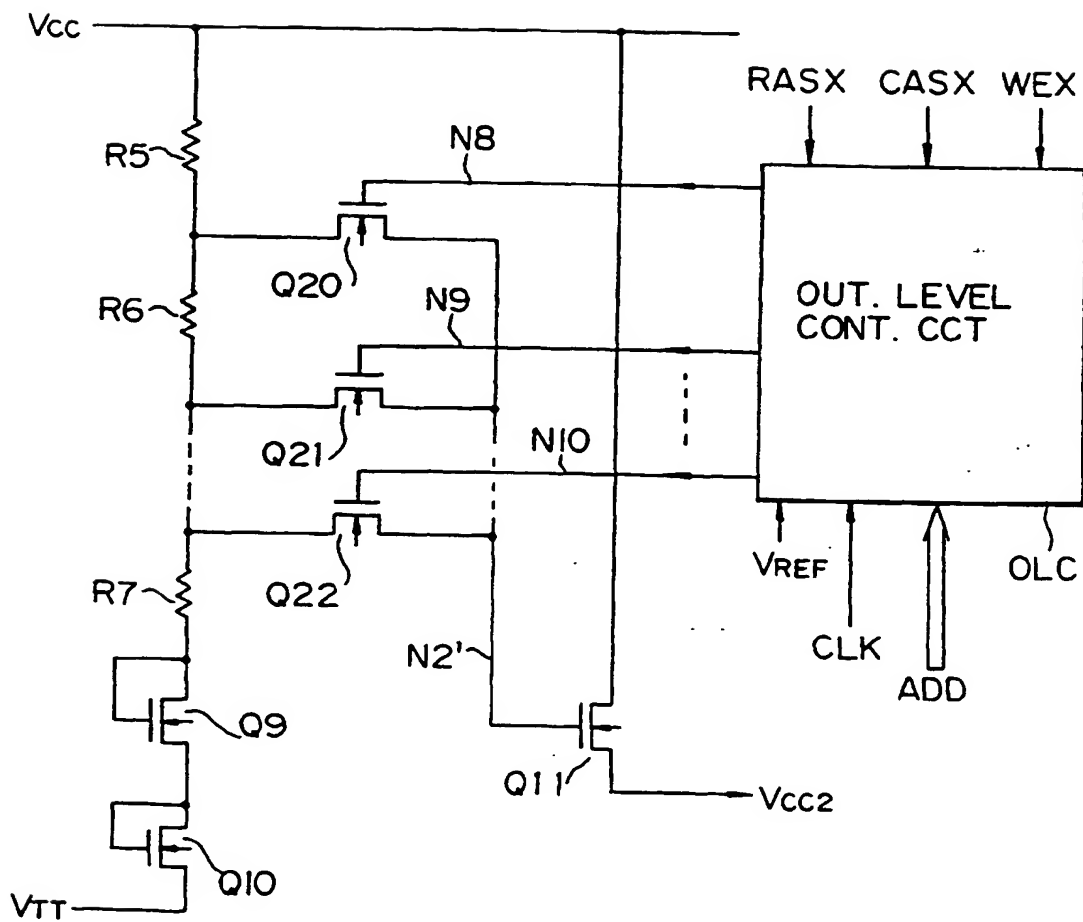 VCC
RASX CASX WEX
R5
N8
Q20
OUT. LEVEL
CONT. CCT
R6
N9
Q21
N10
Q22
VREF
OLC
R7
CLK
ADD
N2'
Q9
Q11
VCC2
Q10
VTT